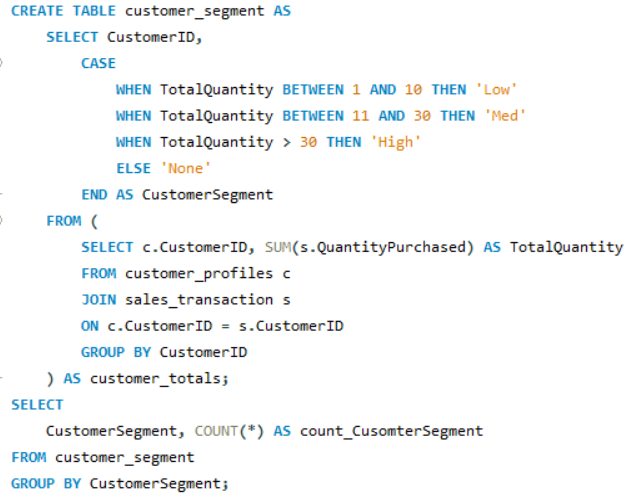 CREATE TABLE customer_segment AS
SELECT CustomerID,
CASE
WHEN TotalQuantity BETWEEN 1 AND 10 THEN 'Low'
WHEN TotalQuantity BETWEEN 11 AND 30 THEN 'Med'
WHEN TotalQuantity > 30 THEN 'High'
ELSE 'None'
END AS CustomerSegment
FROM (
SELECT c.CustomerID, SUM(s.QuantityPurchased) AS TotalQuantity
FROM customer_profiles c
JOIN sales_transaction s
ON c.CustomerID = s.CustomerID
GROUP BY CustomerID
) AS customer_totals;
SELECT
CustomerSegment, COUNT(*) AS count_CusomterSegment
FROM customer_segment
GROUP BY CustomerSegment;